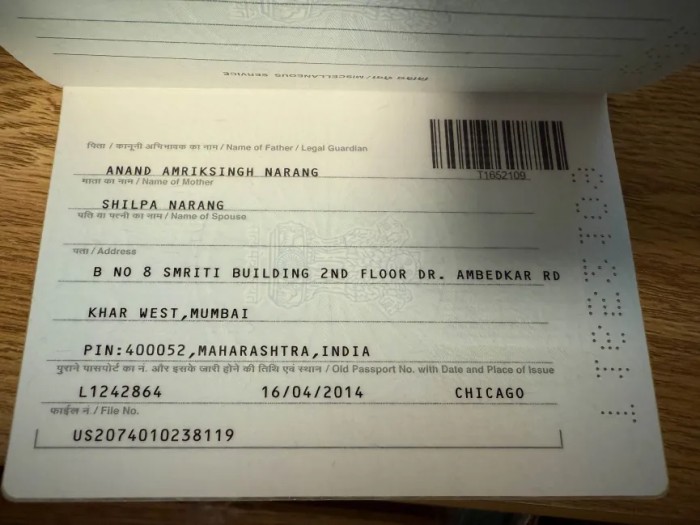 विविध सेवा / MISCELLANEOUS SERVICE
पिता / कानूनी अभिभावक का नाम / Name of Father / Legal Guardian
T1652109
ANAND AMRIKSINGH NARANG
माता का नाम / Name of Mother
SHILPA NARANG
पति या पत्नी का नाम / Name of Spouse
पता / Address
B NO 8 SMRITI BUILDING 2ND FLOOR DR. AMBEDKAR RD
KHAR WEST,MUMBAI
PIN:400052,MAHARASHTRA,INDIA
पुराने पासपोर्ट का नं. और इसके जारी होने की तिथि एवं स्थान / Old Passport No. with Date and Place of Issue
L1242864 16/04/2014 CHICAGO
फाईल नं. / File No.
US2074010238119